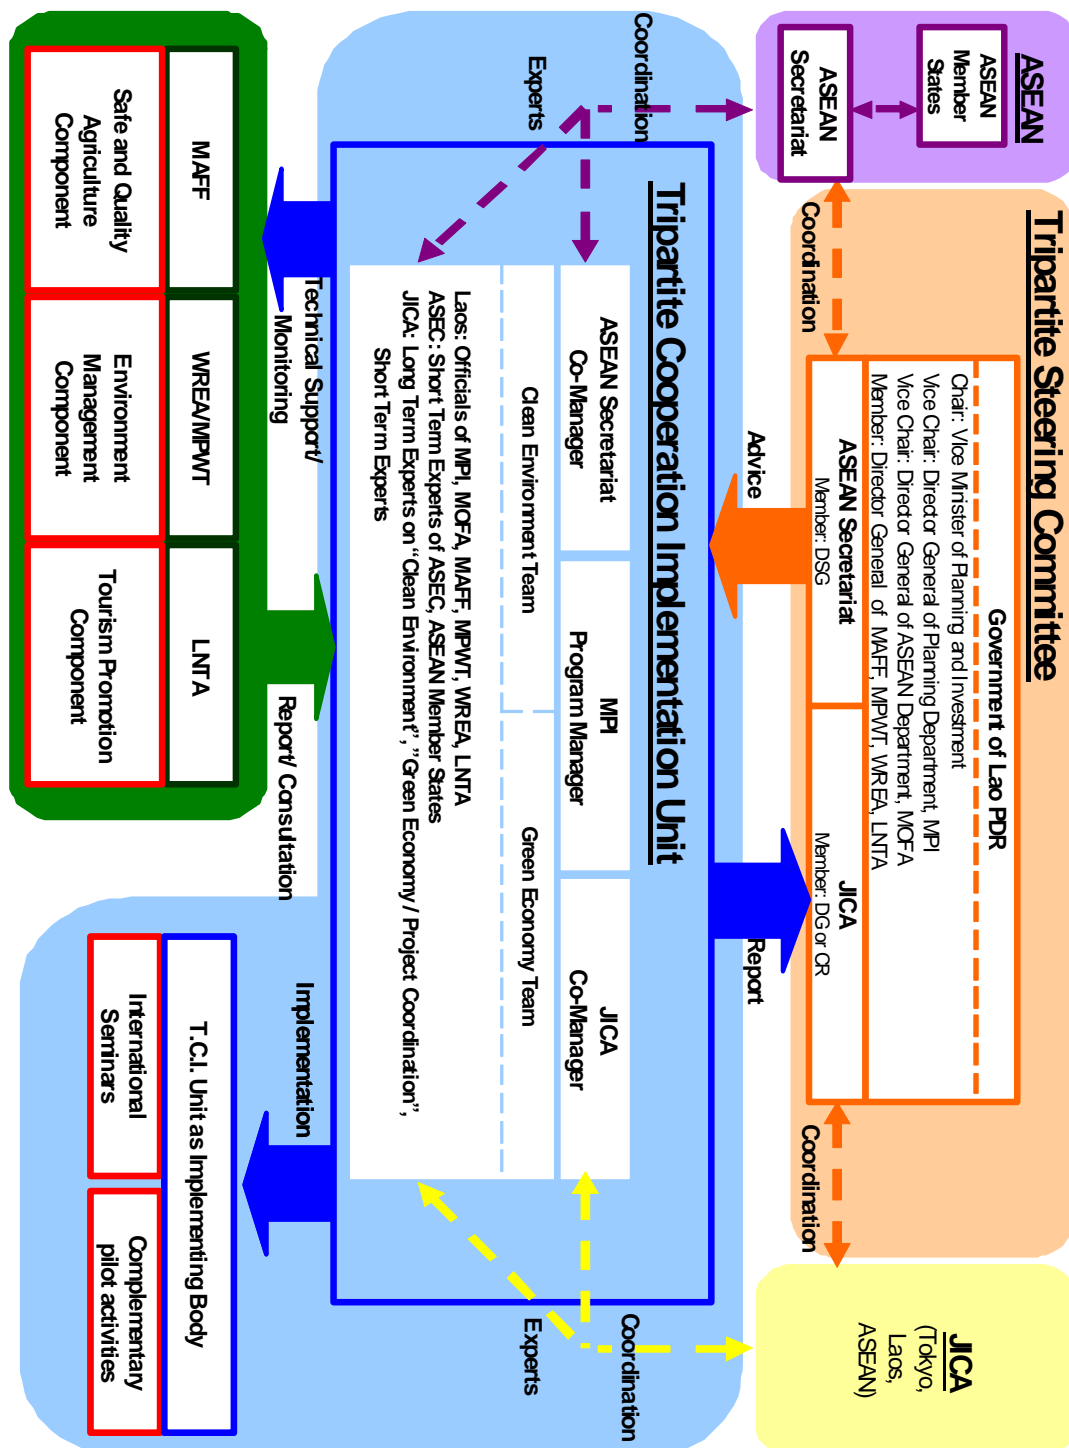 ASEAN
ASEAN
Member
States
ASEAN
Secretariat
Tripartite Steering Committee
Government of Lao PDR
Chair: Vice Minister of Planning and Investment
Vice Chair: Director General of Planning Department, MPI
Vice Chair: Director General of ASEAN Department, MOFA
Member: Director General of MAFF, MPWT, WREA, LNTA
ASEAN Secretariat
Member: DSG
JICA
Member: DG or CR
Coordination
Coordination
JICA
(Tokyo,
Laos,
ASEAN)
Coordination
Experts
Advice
Report
Coordination
Experts
Tripartite Cooperation Implementation Unit
ASEAN Secretariat
Co-Manager
MPI
Program Manager
JICA
Co-Manager
Clean Environment Team
Green Economy Team
Laos: Officials of MPI, MOFA, MAFF, MPWT, WREA, LNTA
ASEC: Short Term Experts of ASEC, ASEAN Member States
JICA: Long Term Experts on “Clean Environment”, ”Green Economy / Project Coordination”,
Short Term Experts
Technical Support/
Monitoring
Report/ Consultation
Implementation
MAFF
WREA/MPWT
LNTA
Safe and Quality
Agriculture
Component
Environment
Management
Component
Tourism Promotion
Component
T.C.I. Unit as Implementing Body
International
Seminars
Complementary
pilot activities